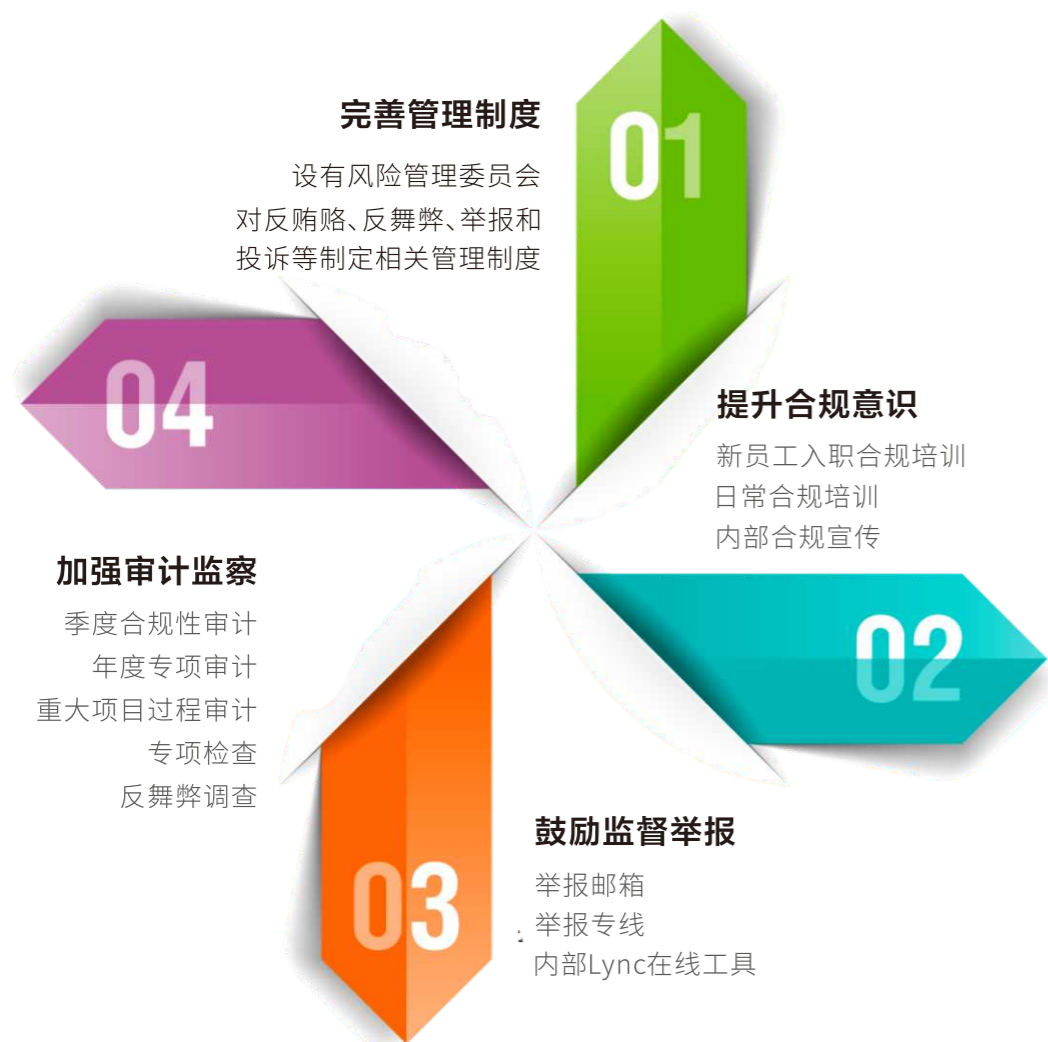 01
完善管理制度
设有风险管理委员会
对反贿赂、反舞弊、举报和
投诉等制定相关管理制度
02
提升合规意识
新员工入职合规培训
日常合规培训
内部合规宣传
03
鼓励监督举报
举报邮箱
举报专线
内部Lync在线工具
04
加强审计监察
季度合规性审计
年度专项审计
重大项目过程审计
专项检查
反舞弊调查